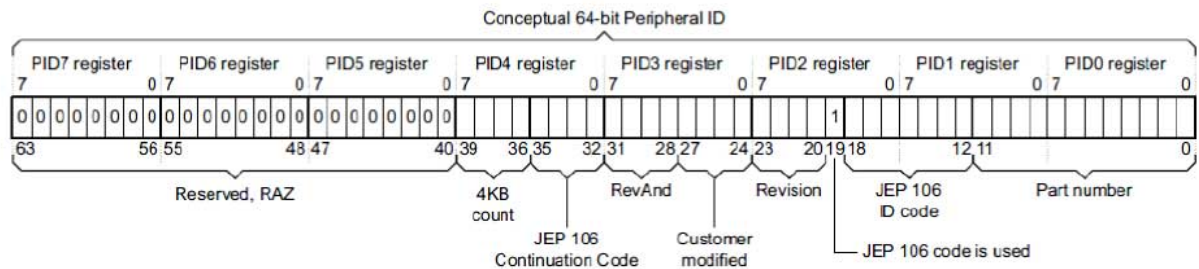 Conceptual 64-bit Peripheral ID
PID7 register PID6 register PID5 register PID4 register PID3 register PID2 register PID1 register PID0 register
7 0 7 0 7 0 7 0 7 0 7 0 7 0 7 0
0 0 0 0 0 0 0 0 0 0 0 0 0 0 0 0 0 0 0 0 0 0 0 0 1
63 56 55 48 47 40 39 36 35 32 31 28 27 24 23 20 19 18 12 11 0
Reserved, RAZ 4KB count RevAnd Revision JEP 106 ID code Part number
JEP 106 Continuation Code Customer modified JEP 106 code is used